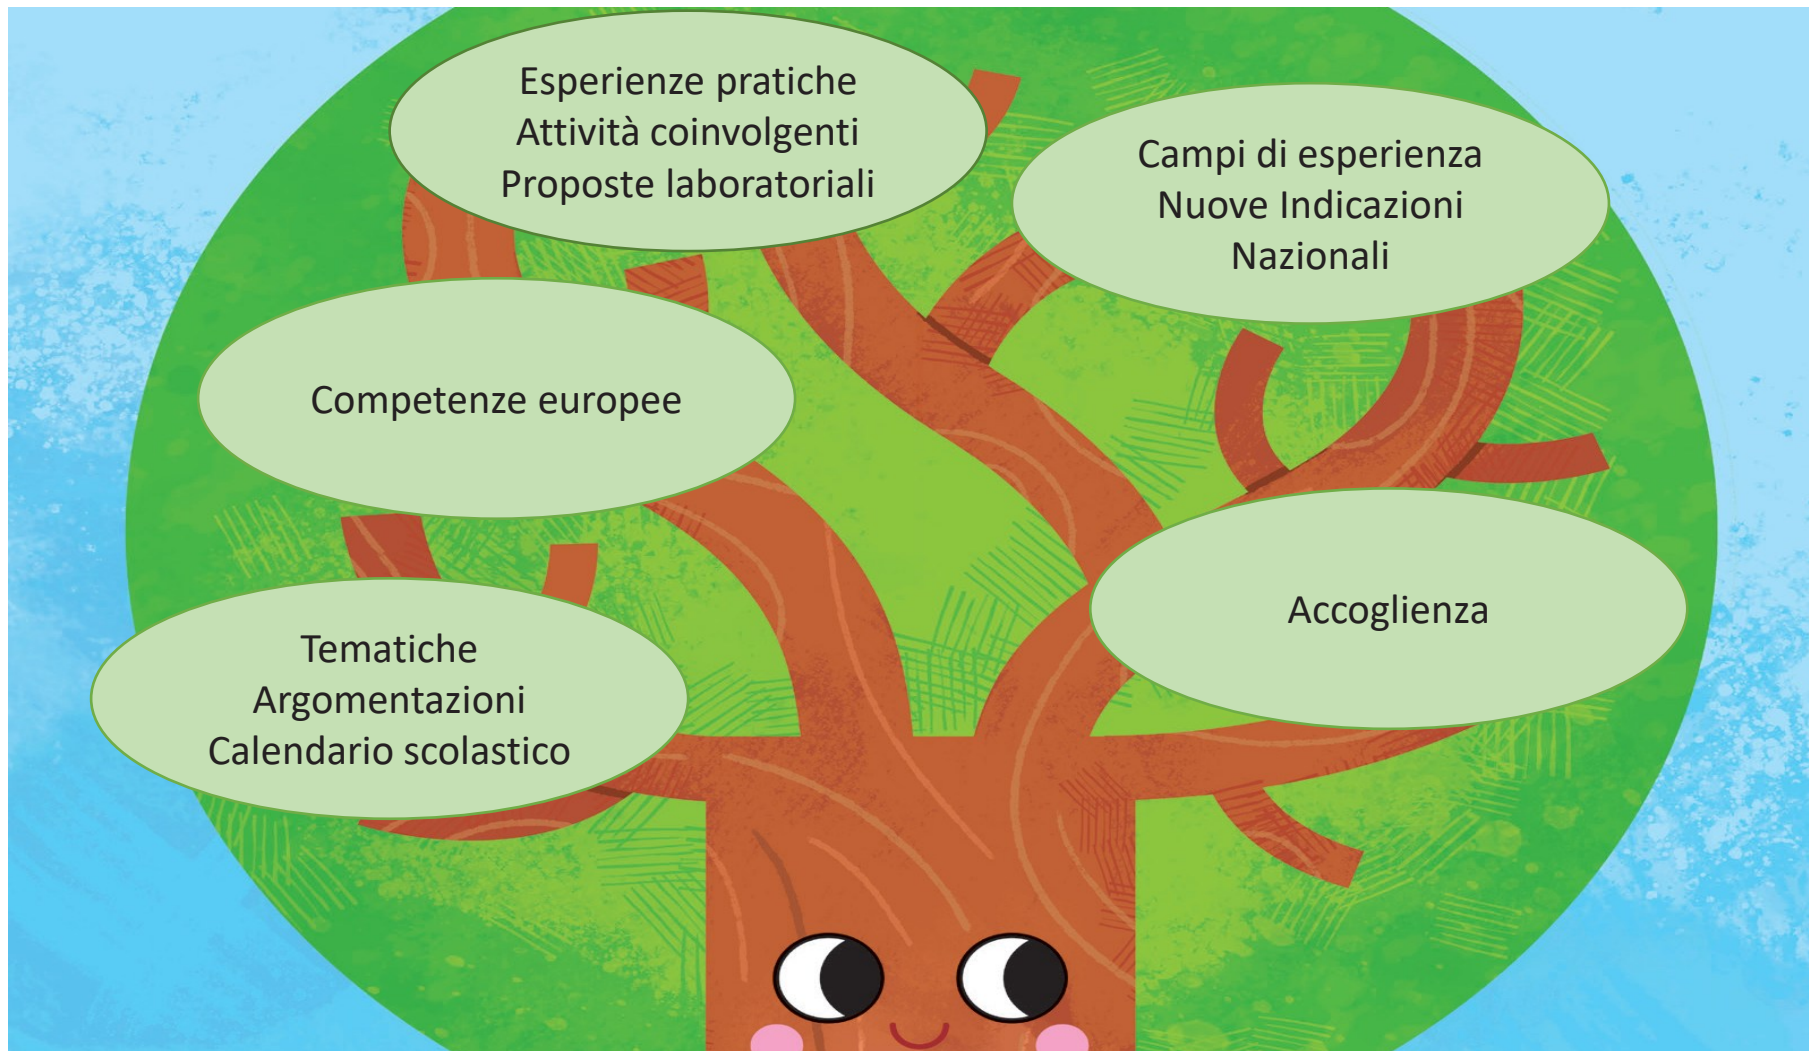 Esperienze pratiche
Attività coinvolgenti
Proposte laboratoriali
Campi di esperienza
Nuove Indicazioni
Nazionali
Competenze europee
Accoglienza
Tematiche
Argomentazioni
Calendario scolastico